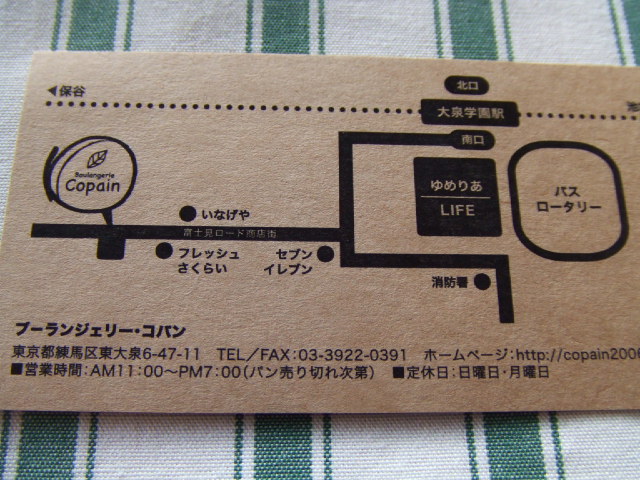 北口
◀保谷
大泉学園駅
南口
Boulangerie
Copain
ゆめりあ
LIFE
バス
ロータリー
●いなげや
富士見ロード商店街
フレッシュ
さくらい
セブン
イレブン
消防署
ブーランジェリー・コパン
東京都練馬区東大泉6-47-11 TEL/FAX:03-3922-0391 ホームページ:http://copain2006
■営業時間:AM11:00〜PM7:00(パン売り切れ次第) ■定休日:日曜日・月曜日